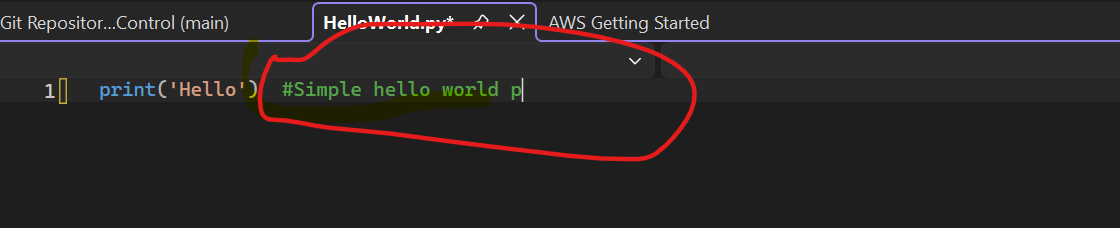 Git Repositor...Control (main) HelloWorld.py* AWS Getting Started
1 print('Hello') #Simple hello world p